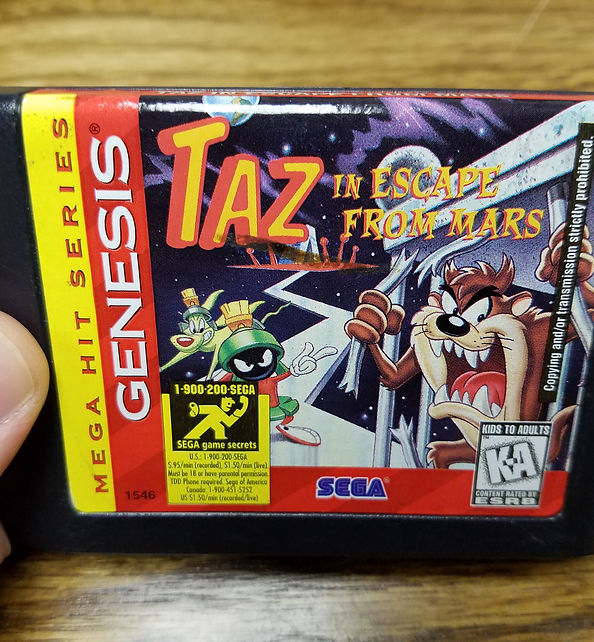 MEGA HIT SERIES
GENESIS®
TAZ
IN ESCAPE
FROM MARS
Copying and/or transmission strictly prohibited.
1-900-200-SEGA
SEGA game secrets
U.S.: 1-900-200-SEGA
$.95/min (recorded), $1.50/min (live)
Must be 18 or have parental permission.
TDD Phone required. Sega of America
Canada: 1-900-451-5252
US $1.50/min (recorded/live)
1546
SEGA®
KIDS TO ADULTS
K-A
CONTENT RATED BY
ESRB